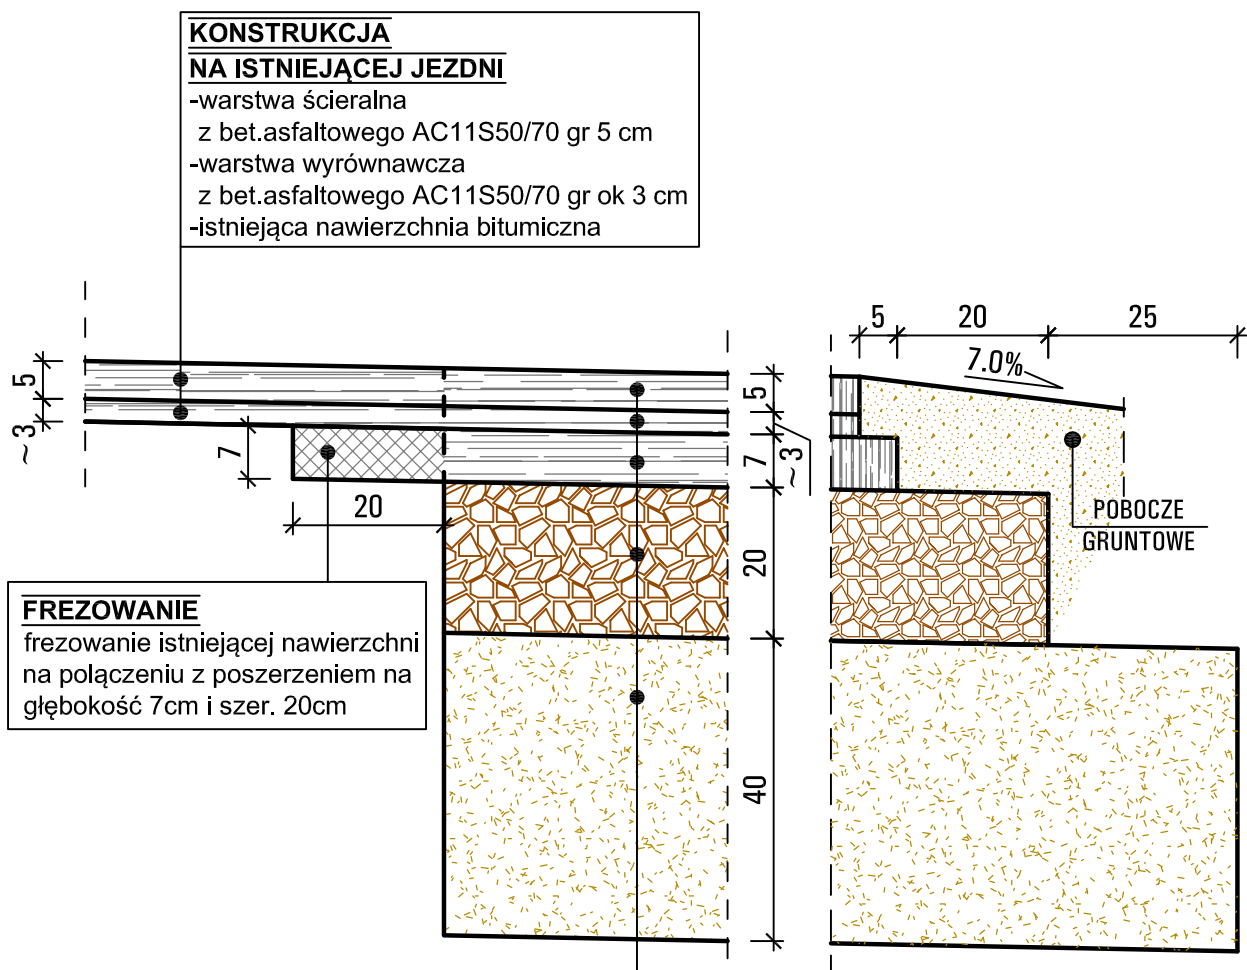 KONSTRUKCJA
NA ISTNIEJĄCEJ JEZDNI
-warstwa ścieralna
z bet.asfaltowego AC11S50/70 gr 5 cm
-warstwa wyrównawcza
z bet.asfaltowego AC11S50/70 gr ok 3 cm
-istniejąca nawierzchnia bitumiczna
5 20 25
7.0%
5
~3
7
20
5
7
~3
20
40
POBOCZE
GRUNTOWE
FREZOWANIE
frezowanie istniejącej nawierzchni
na połączeniu z poszerzeniem na
głębokość 7cm i szer. 20cm